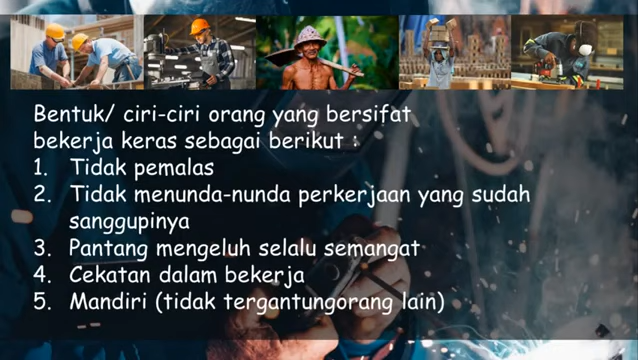 Bentuk/ ciri-ciri orang yang bersifat
bekerja keras sebagai berikut :
1. Tidak pemalas
2. Tidak menunda-nunda perkerjaan yang sudah
sanggupinya
3. Pantang mengeluh selalu semangat
4. Cekatan dalam bekerja
5. Mandiri (tidak tergantungorang lain)